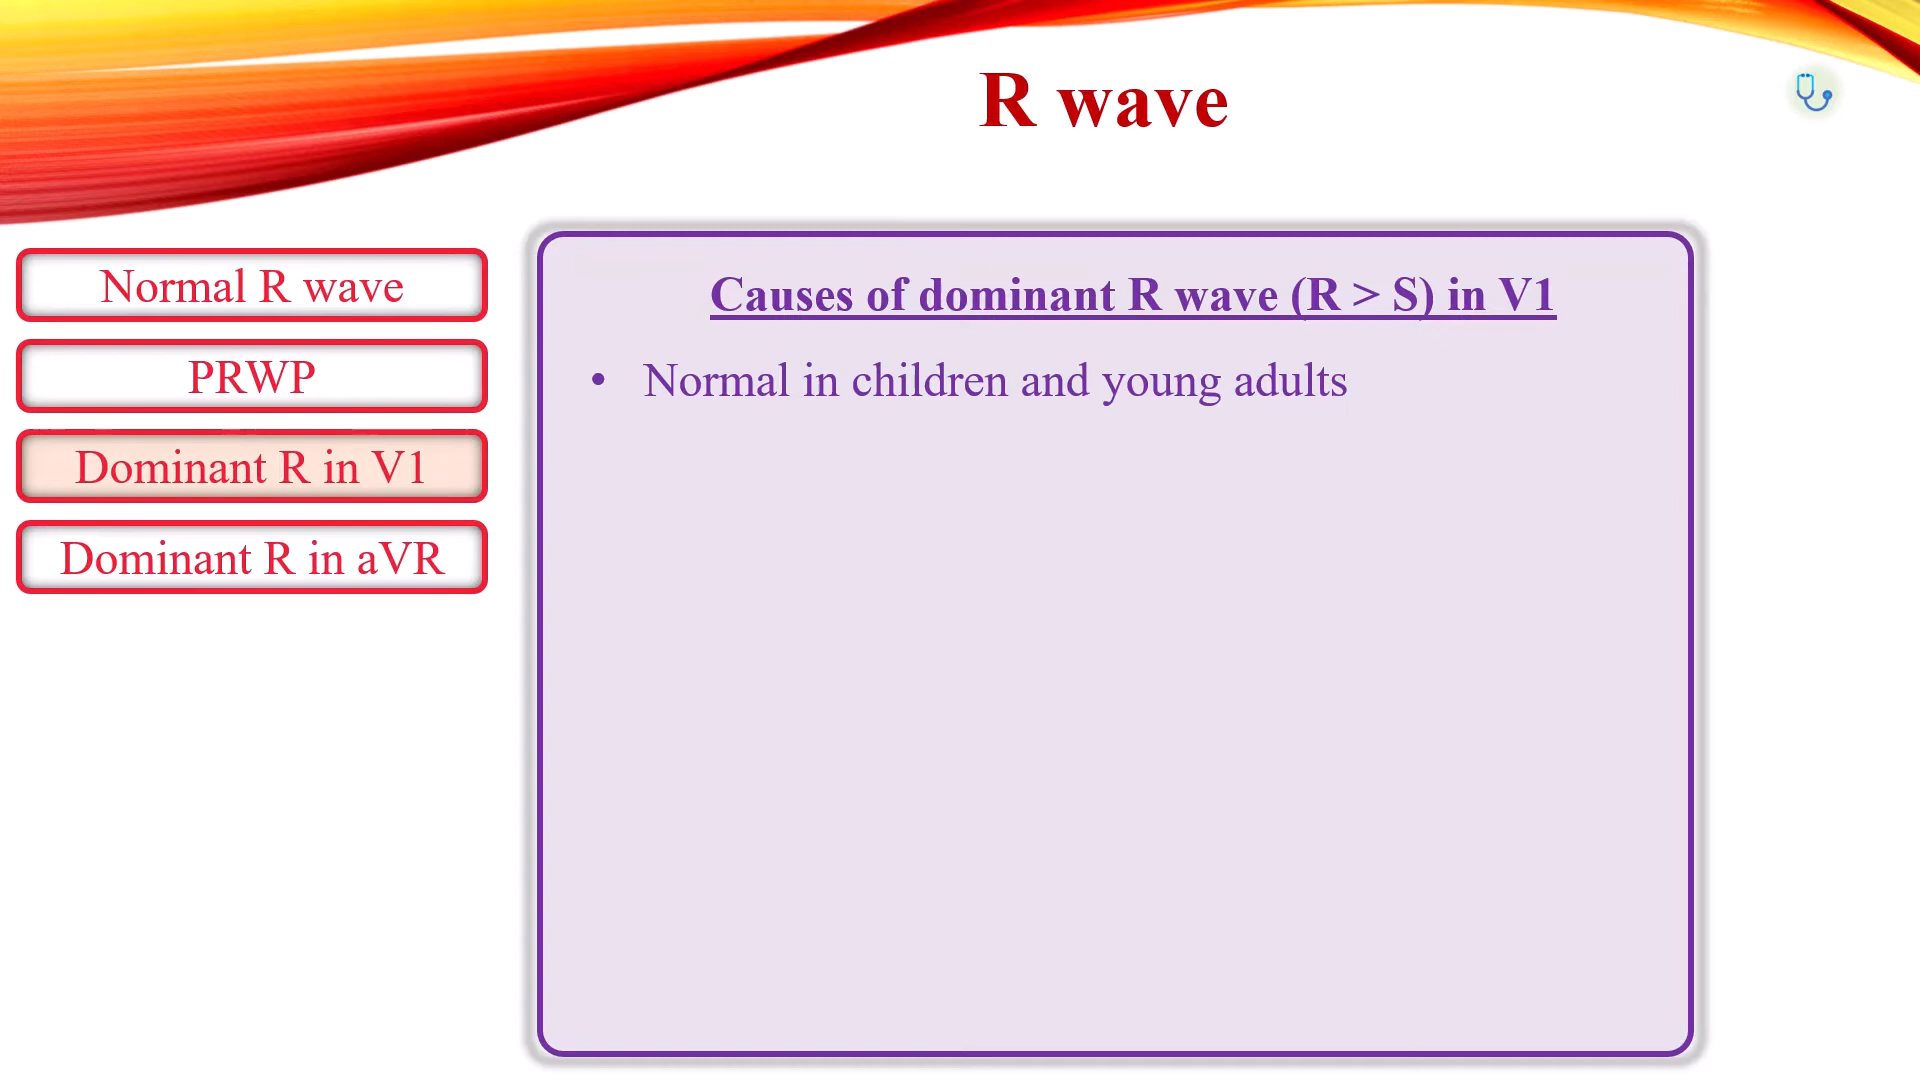 R wave
Normal R wave
PRWP
Dominant R in V1
Dominant R in aVR
Causes of dominant R wave (R > S) in V1
• Normal in children and young adults